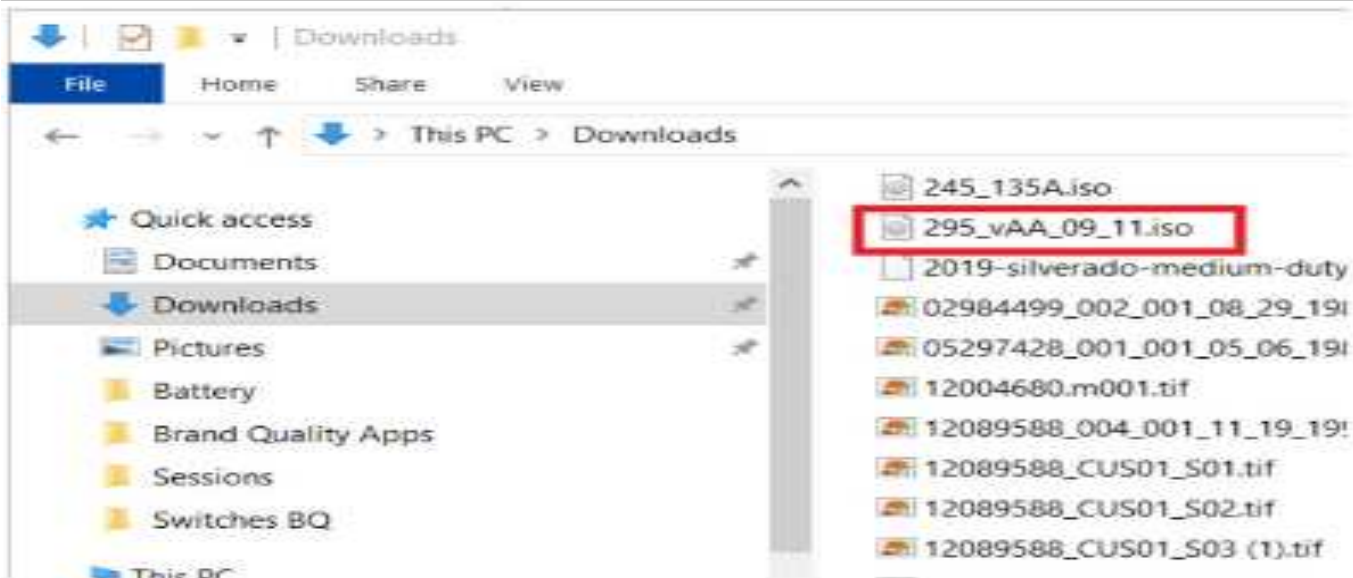 Downloads
File Home Share View
This PC > Downloads
Quick access
Documents
Downloads
Pictures
Battery
Brand Quality Apps
Sessions
Switches BQ
This PC
245_135A.iso
295_vAA_09_11.iso
2019-silverado-medium-duty
02984499_002_001_08_29_19
05297428_001_001_05_06_19
12004680.m001.tif
12089588_004_001_11_19_19
12089588_CUS01_S01.tif
12089588_CUS01_S02.tif
12089588_CUS01_S03 (1).tif